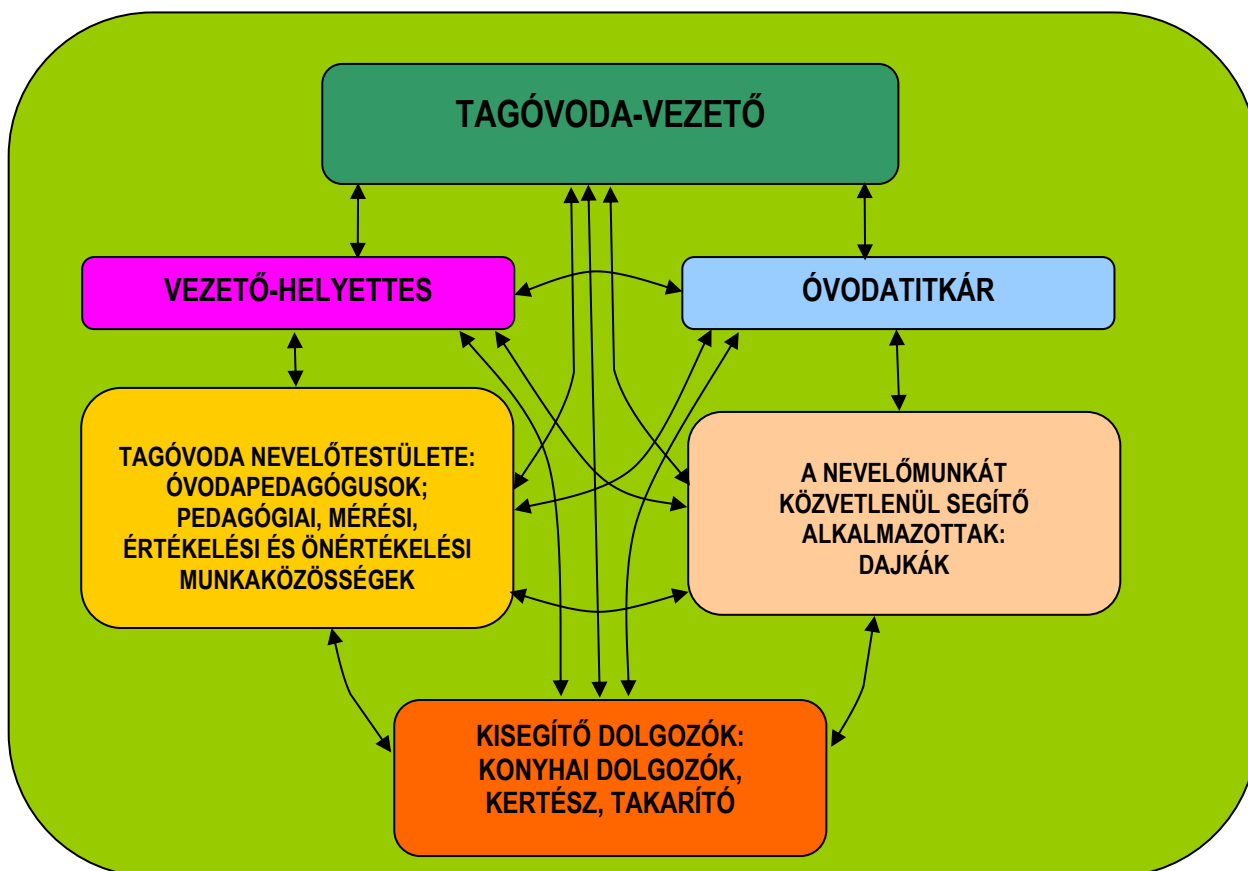 TAGÓVODA-VEZETŐ
VEZETŐ-HELYETTES
ÓVODATITKÁR
TAGÓVODA NEVELŐTESTÜLETE:
ÓVODAPEDAGÓGUSOK;
PEDAGÓGIAI, MÉRÉSI,
ÉRTÉKELÉSI ÉS ÖNÉRTÉKELÉSI
MUNKAKÖZÖSSÉGEK
A NEVELŐMUNKÁT
KÖZVETLENÜL SEGÍTŐ
ALKALMAZOTTAK:
DAJKÁK
KISEGÍTŐ DOLGOZÓK:
KONYHAI DOLGOZÓK,
KERTÉSZ, TAKARÍTÓ